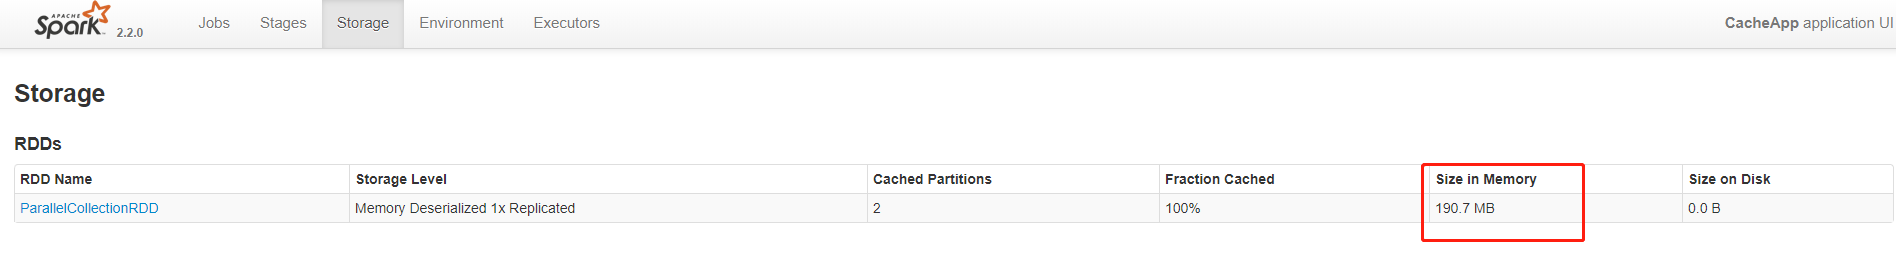 APACHE Spark 2.2.0 Jobs Stages Storage Environment Executors CacheApp application UI
Storage
RDDs
RDD Name Storage Level Cached Partitions Fraction Cached Size in Memory Size on Disk
ParallelCollectionRDD Memory Deserialized 1x Replicated 2 100% 190.7 MB 0.0 B